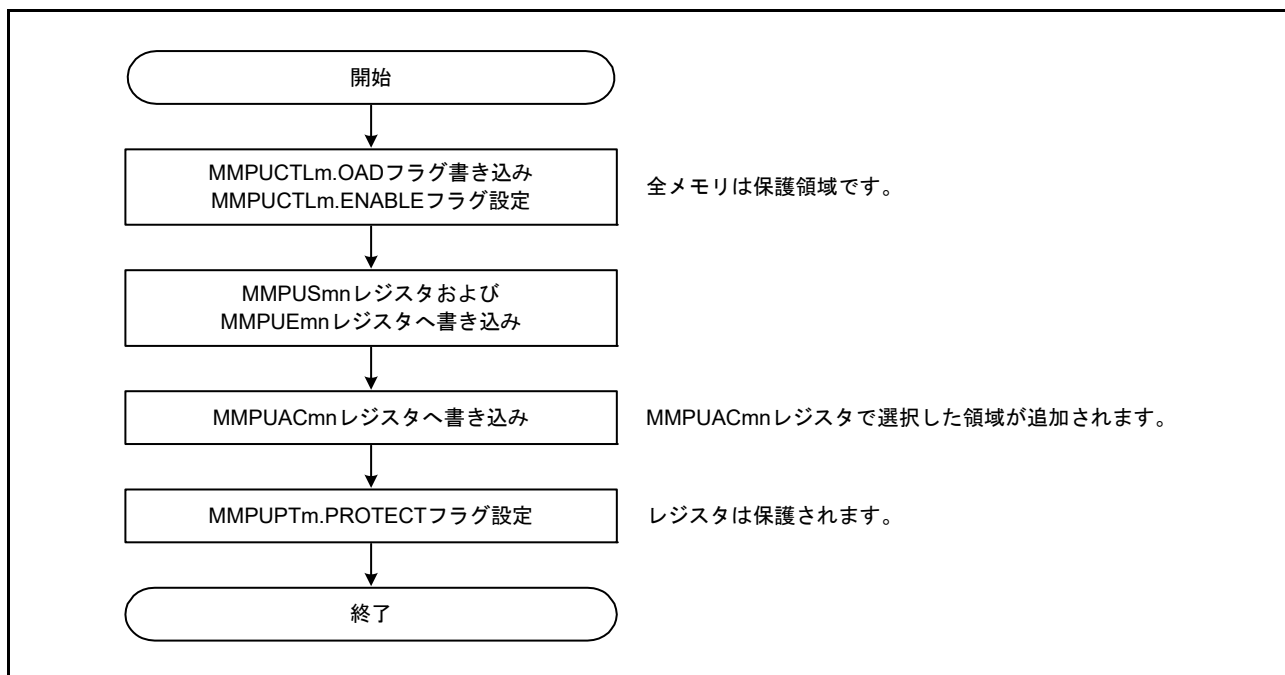 開始
MMPUCTLm.OADフラグ書き込み
MMPUCTLm.ENABLEフラグ設定
全メモリは保護領域です。
MMPUSmnレジスタおよび
MMPUEmnレジスタへ書き込み
MMPUACmnレジスタへ書き込み
MMPUACmnレジスタで選択した領域が追加されます。
MMPUPTm.PROTECTフラグ設定
レジスタは保護されます。
終了